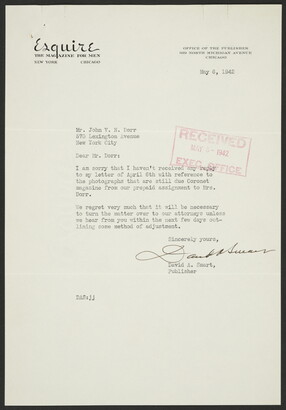 Esquire
THE MAGAZINE FOR MEN
NEW YORK CHICAGO
OFFICE OF THE PUBLISHER
919 NORTH MICHIGAN AVENUE
CHICAGO
May 6, 1942
Mr. John V. N. Dorr
570 Lexington Avenue
New York City
RECEIVED
MAY 1942
EXEC. OFFICE
Dear Mr. Dorr:
I am sorry that I haven't received any reply
to my letter of April 8th with reference to
the photographs that are still due Coronet
magazine from our prepaid assignment to Mrs.
Dorr.
We regret very much that it will be necessary
to turn the matter over to our attorneys unless
we hear from you within the next few days out-
lining some method of adjustment.
Sincerely yours,
David A. Smart,
Publisher
DAS:jj